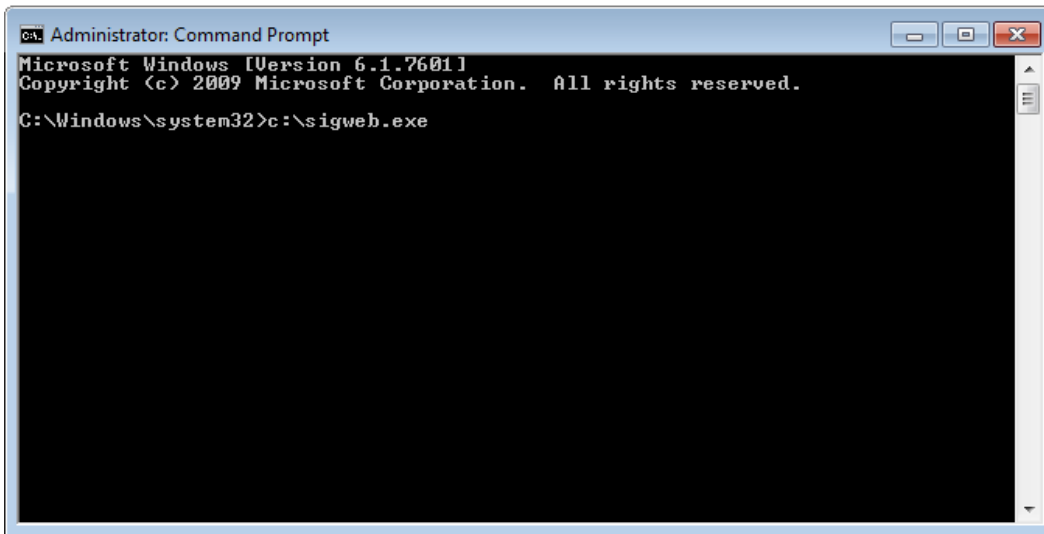 Administrator: Command Prompt
Microsoft Windows [Version 6.1.7601]
Copyright (c) 2009 Microsoft Corporation.  All rights reserved.
C:\Windows\system32>c:\sigweb.exe